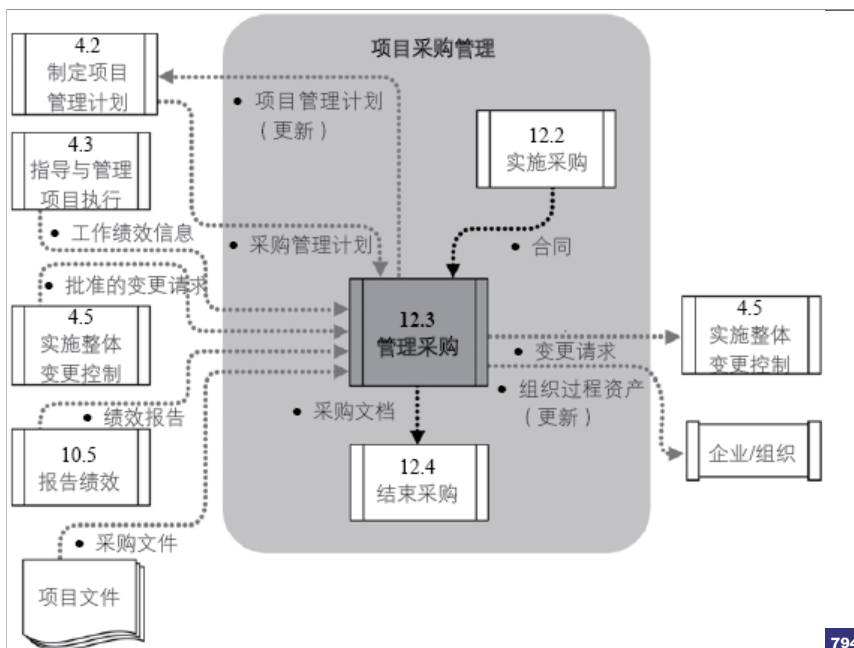 项目采购管理
4.2
制定项目
管理计划
• 项目管理计划
（更新）
12.2
实施采购
4.3
指导与管理
项目执行
• 工作绩效信息
• 采购管理计划
• 合同
• 批准的变更请求
4.5
实施整体
变更控制
12.3
管理采购
4.5
实施整体
变更控制
• 变更请求
• 组织过程资产
（更新）
• 采购文档
• 绩效报告
10.5
报告绩效
12.4
结束采购
企业/组织
• 采购文件
项目文件
794